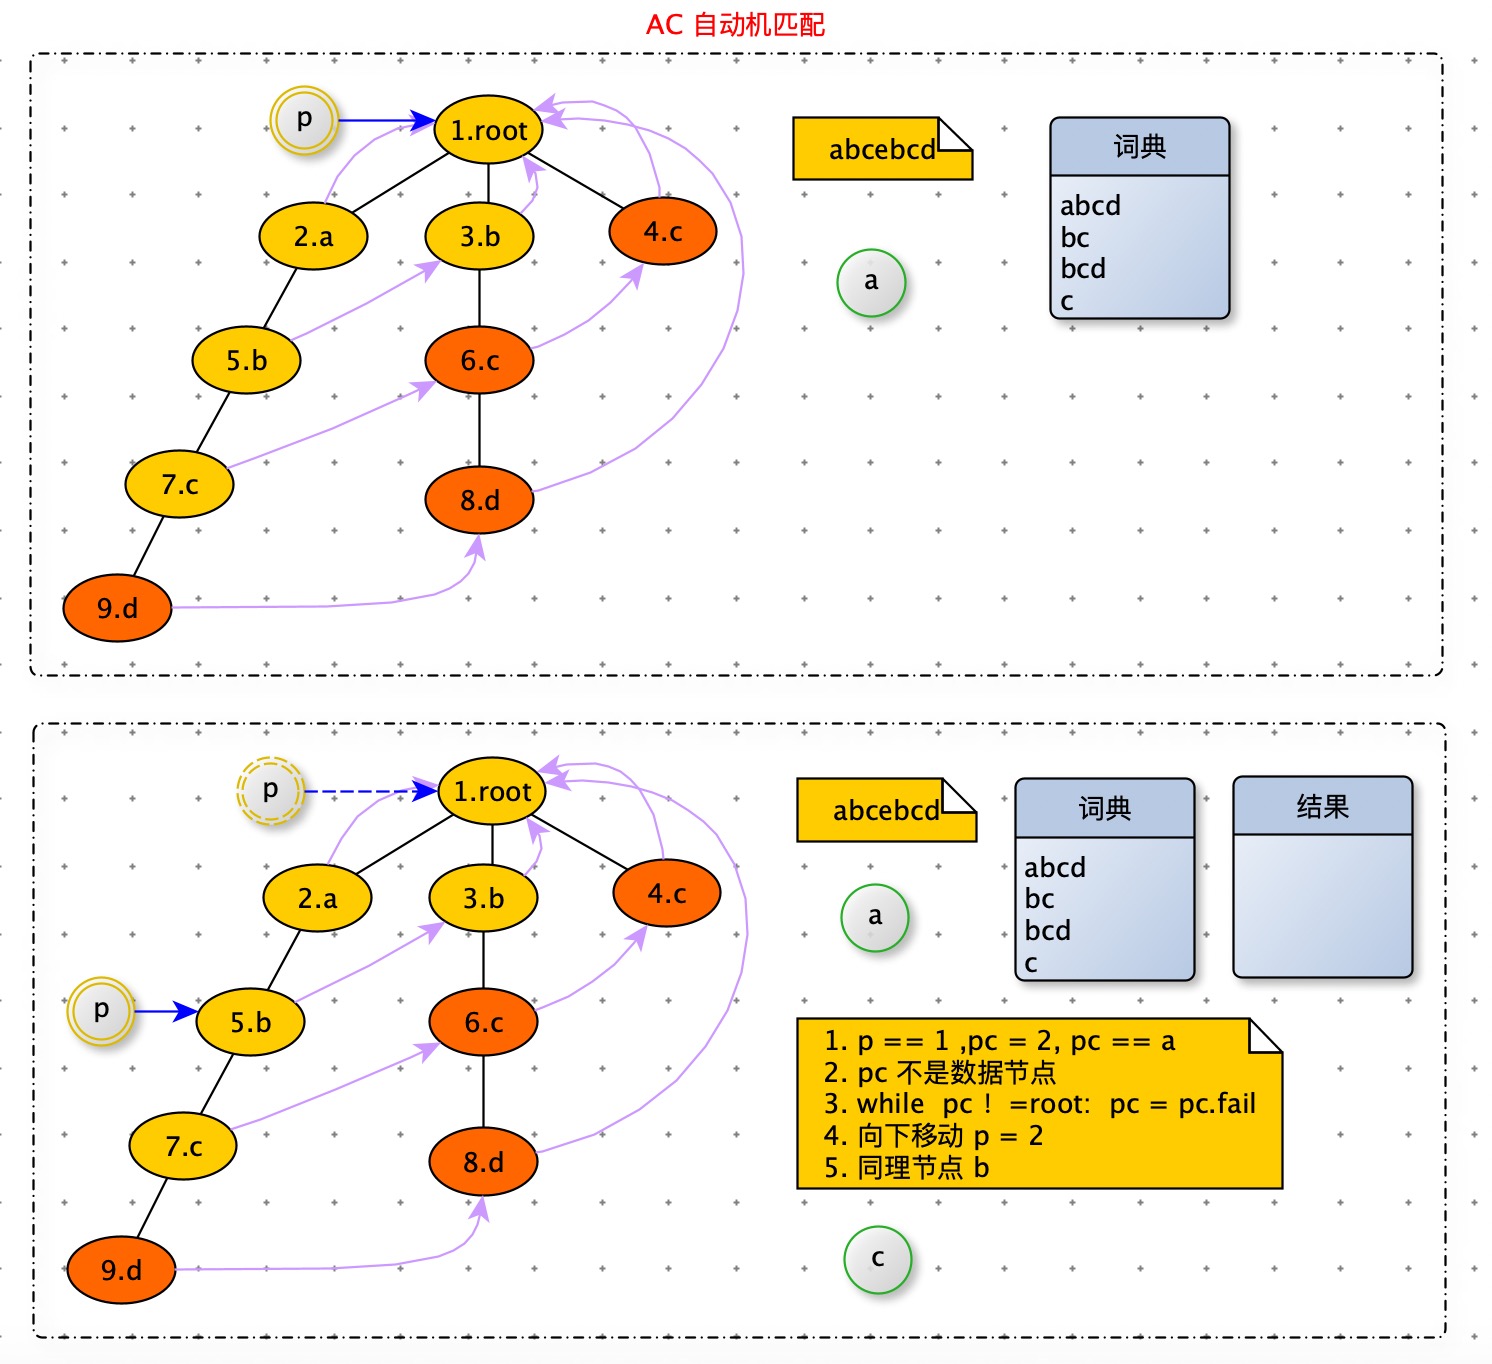 AC 自动机匹配
p
1.root
2.a
3.b
4.c
5.b
6.c
7.c
8.d
9.d
abcebcd
a
词典
abcd
bc
bcd
c
p
1.root
2.a
3.b
4.c
p
5.b
6.c
7.c
8.d
9.d
abcebcd
a
词典
abcd
bc
bcd
c
结果
1. p == 1 ,pc = 2, pc == a
2. pc 不是数据节点
3. while  pc ! =root:  pc = pc.fail
4. 向下移动 p = 2
5. 同理节点 b
c